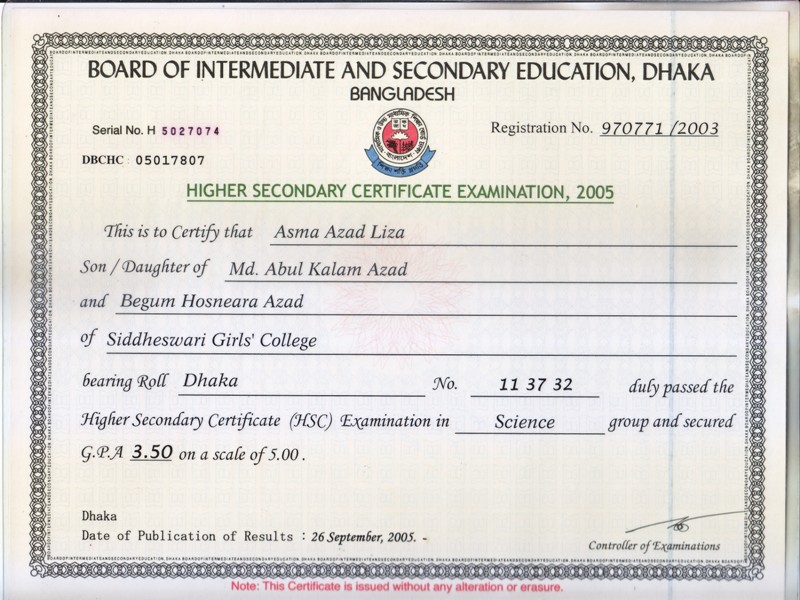 BOARD OF INTERMEDIATE AND SECONDARY EDUCATION, DHAKA
BANGLADESH
Serial No. H 5027074
Registration No. 970771 /2003
DBCHC : 05017807
HIGHER SECONDARY CERTIFICATE EXAMINATION, 2005
This is to Certify that Asma Azad Liza
Son / Daughter of Md. Abul Kalam Azad
and Begum Hosneara Azad
of Siddheswari Girls' College
bearing Roll Dhaka No. 11 37 32 duly passed the
Higher Secondary Certificate (HSC) Examination in Science group and secured
G.P.A 3.50 on a scale of 5.00 .
Dhaka
Date of Publication of Results : 26 September, 2005. -
Controller of Examinations
Note: This Certificate is issued without any alteration or erasure.